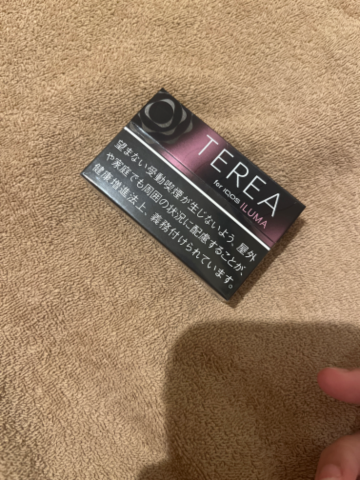 TEREA
for IQOS ILUMA
望まない受動喫煙が生じないよう、屋外
や家庭でも周囲の状況に配慮することが、
健康増進法上、義務付けられています。